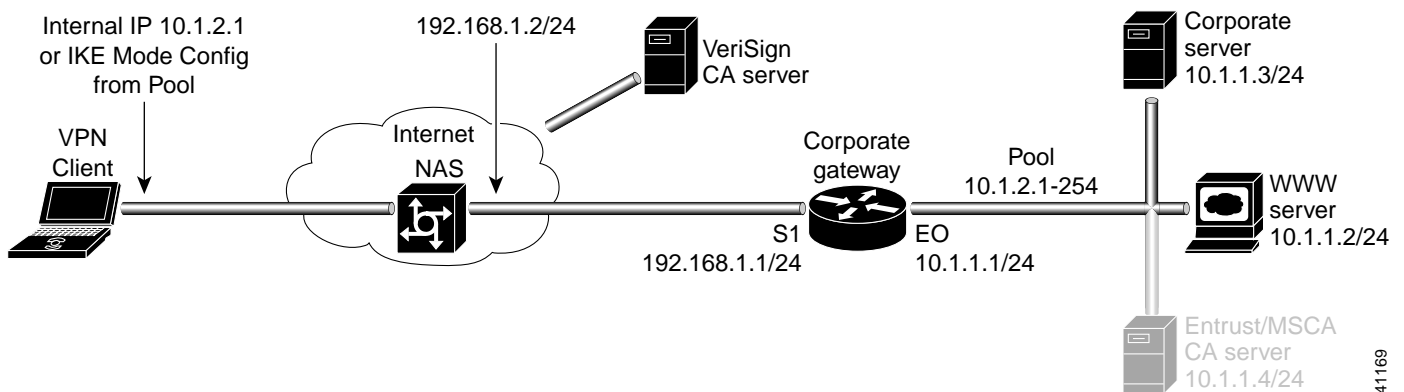 Internal IP 10.1.2.1
or IKE Mode Config
from Pool
192.168.1.2/24
VeriSign
CA server
Corporate
server
10.1.1.3/24
VPN
Client
Internet
NAS
Corporate
gateway
Pool
10.1.2.1-254
WWW
server
10.1.1.2/24
S1
EO
192.168.1.1/24
10.1.1.1/24
Entrust/MSCA
CA server
10.1.1.4/24
41169